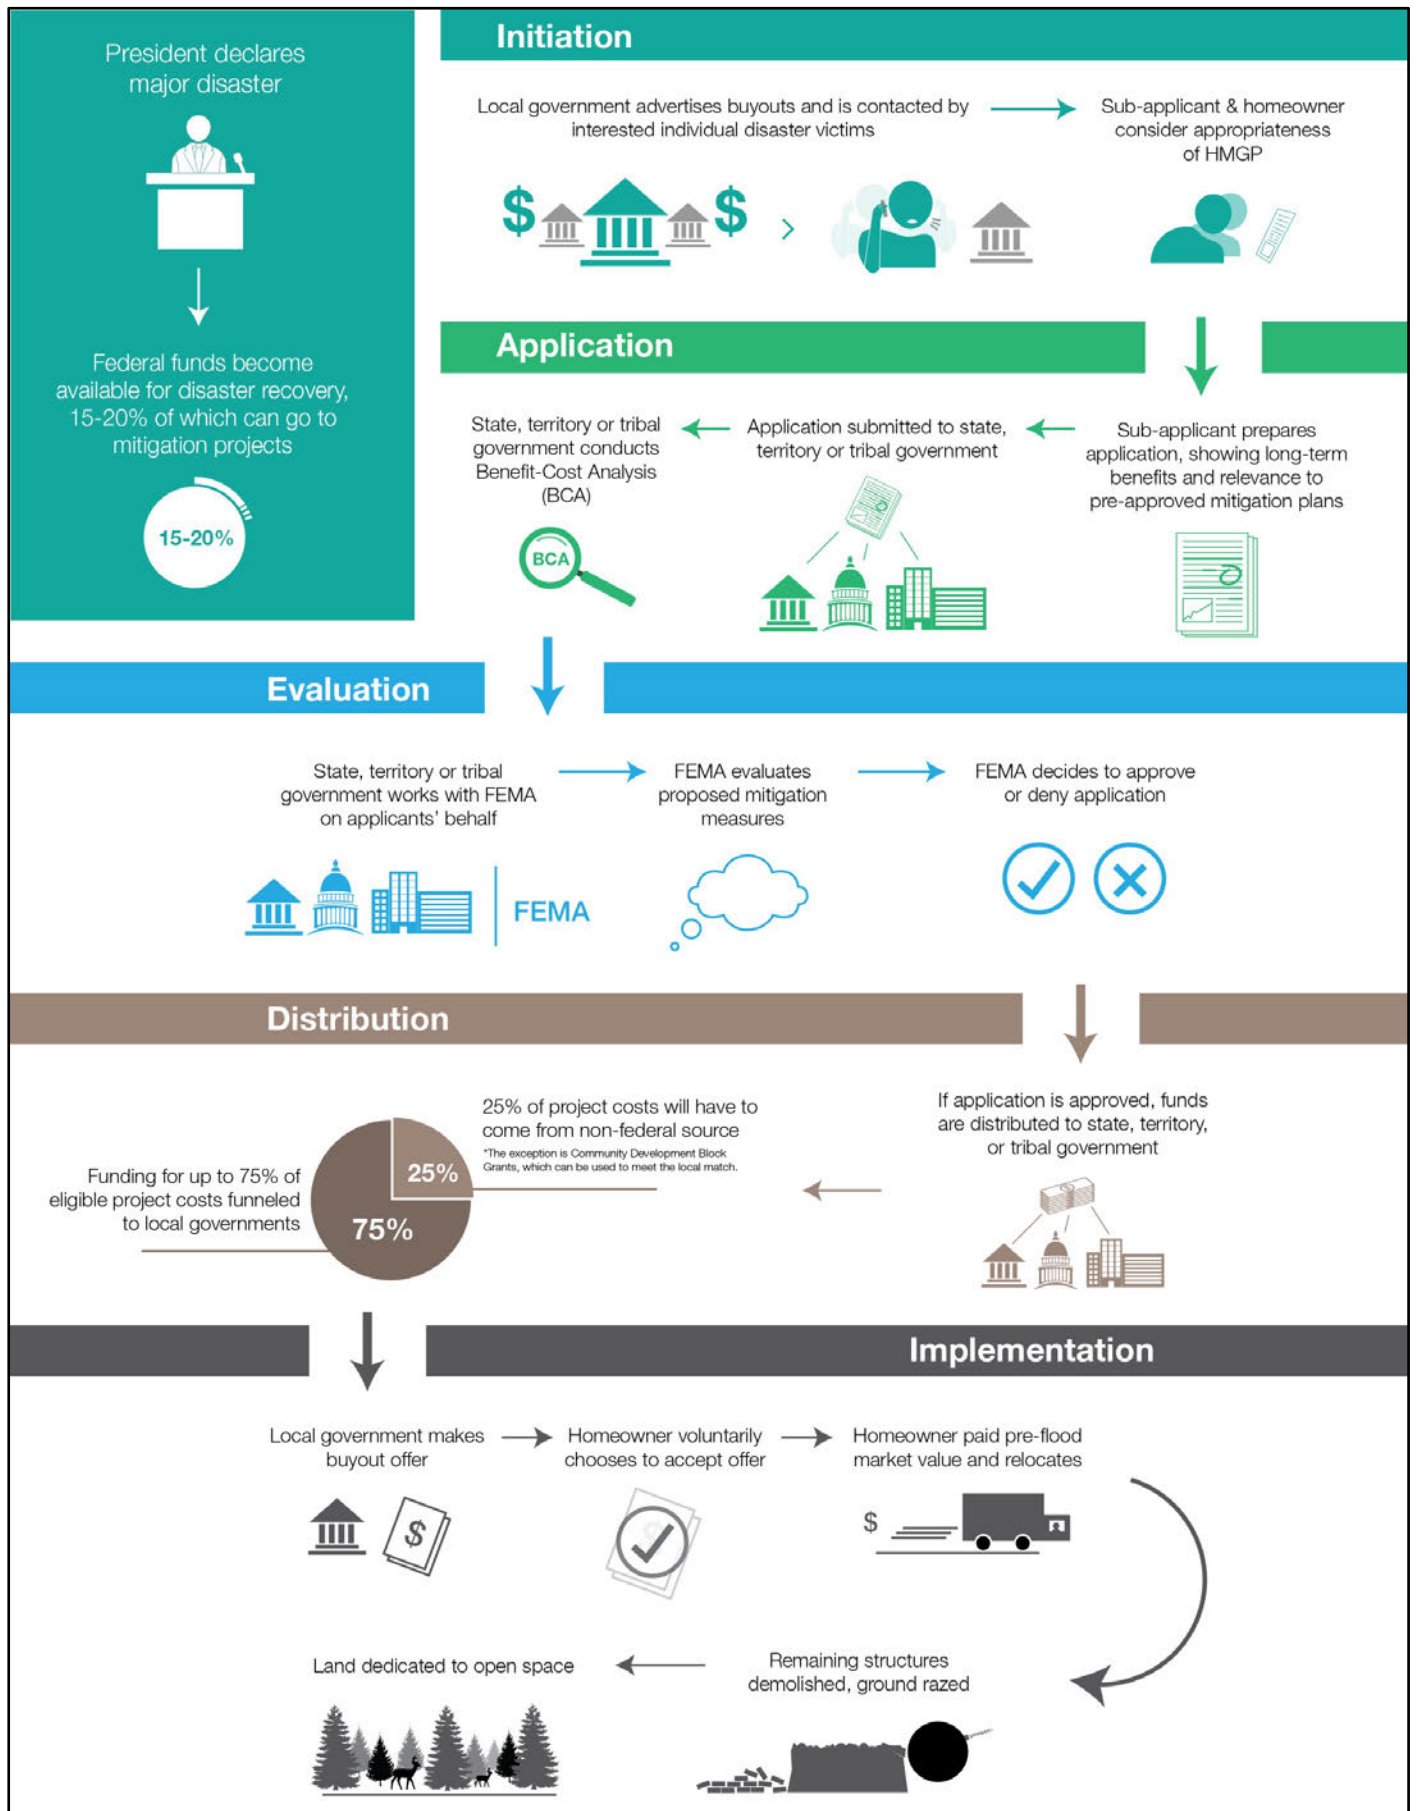 President declares
major disaster
Federal funds become
available for disaster recovery,
15-20% of which can go to
mitigation projects
15-20%
Initiation
Local government advertises buyouts and is contacted by
interested individual disaster victims
Sub-applicant & homeowner
consider appropriateness
of HMGP
$ $
>
Application
Sub-applicant prepares
application, showing long-term
benefits and relevance to
pre-approved mitigation plans
Application submitted to state,
territory or tribal government
State, territory or tribal
government conducts
Benefit-Cost Analysis
(BCA)
BCA
Evaluation
State, territory or tribal
government works with FEMA
on applicants' behalf
FEMA
FEMA evaluates
proposed mitigation
measures
FEMA decides to approve
or deny application
Distribution
If application is approved, funds
are distributed to state, territory,
or tribal government
25% of project costs will have to
come from non-federal source
*The exception is Community Development Block
Grants, which can be used to meet the local match.
25%
75%
Funding for up to 75% of
eligible project costs funneled
to local governments
Implementation
Local government makes
buyout offer
$
Homeowner voluntarily
chooses to accept offer
$
Homeowner paid pre-flood
market value and relocates
$
Remaining structures
demolished, ground razed
Land dedicated to open space